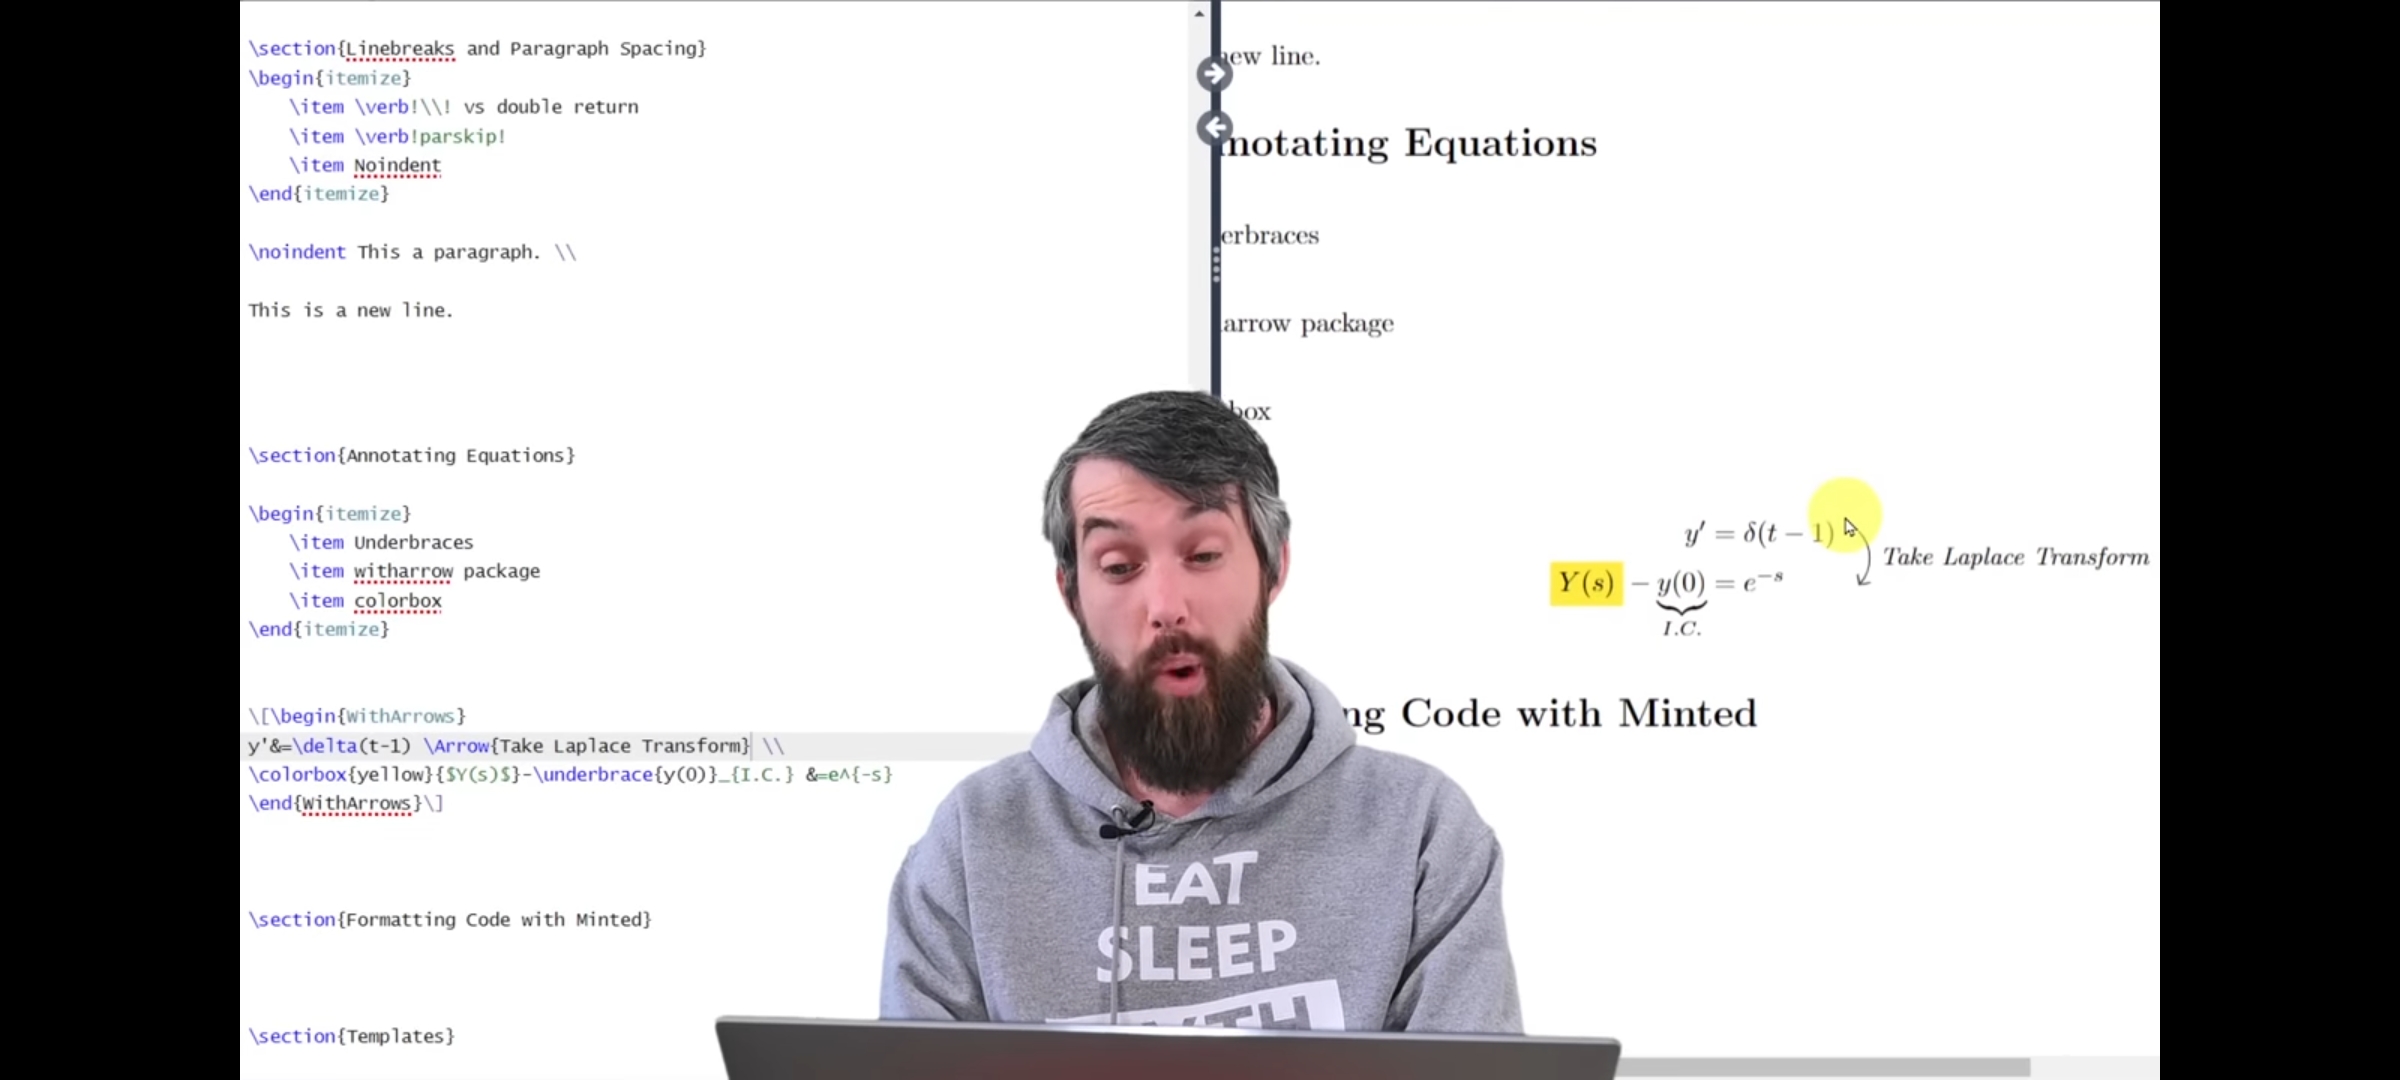 \section{Linebreaks and Paragraph Spacing}
\begin{itemize}
\item \verb!\\! vs double return
\item \verb!parskip!
\item Noindent
\end{itemize}
\noindent This a paragraph. \\
This is a new line.
\section{Annotating Equations}
\begin{itemize}
\item Underbraces
\item witharrow package
\item colorbox
\end{itemize}
\[\begin{WithArrows}
y'&=\delta(t-1) \Arrow{Take Laplace Transform} \\
\colorbox{yellow}{$Y(s)$}-\underbrace{y(0)}_{I.C.} &=e^{-s}
\end{WithArrows}\]
\section{Formatting Code with Minted}
\section{Templates}
new line.
notating Equations
erbraces
arrow package
box
y′ = δ(t − 1)
Take Laplace Transform
Y(s) − y(0) = e⁻ˢ
I.C.
ng Code with Minted
EAT
SLEEP